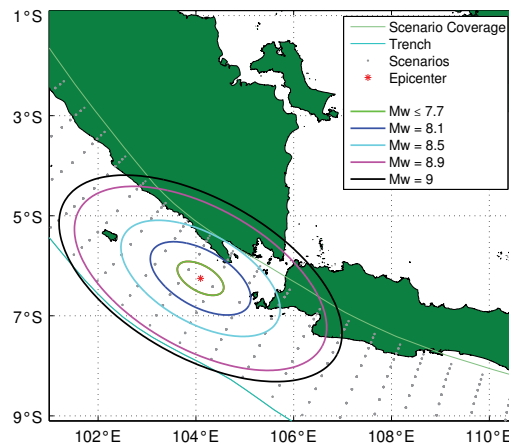 1°S
3°S
5°S
7°S
9°S
102°E
104°E
106°E
108°E
110°E
Scenario Coverage
Trench
Scenarios
Epicenter
Mw ≤ 7.7
Mw = 8.1
Mw = 8.5
Mw = 8.9
Mw = 9